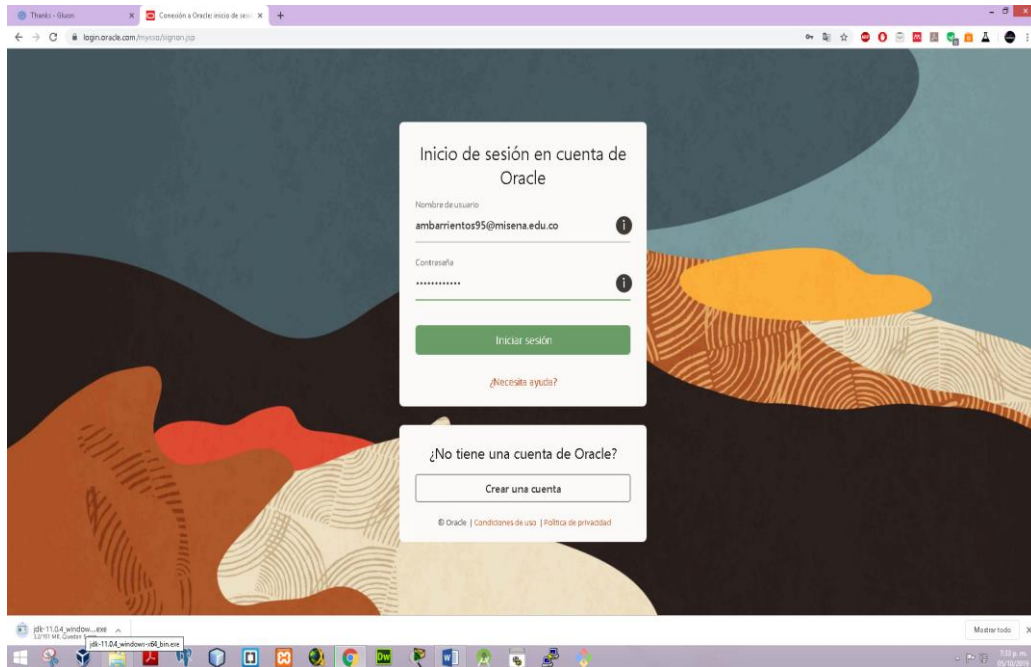 Thanks - Gluon
Conexión a Oracle: inicio de sesi
login.oracle.com/mysso/signon.jsp
Inicio de sesión en cuenta de
Oracle
Nombre de usuario
ambarrientos95@misena.edu.co
Contraseña
Iniciar sesión
¿Necesita ayuda?
¿No tiene una cuenta de Oracle?
Crear una cuenta
© Oracle | Condiciones de uso | Política de privacidad
jdk-11.0.4_window....exe
Mostrar todo
jdk-11.0.4_windows-x64_bin.exe
7:33 p. m.